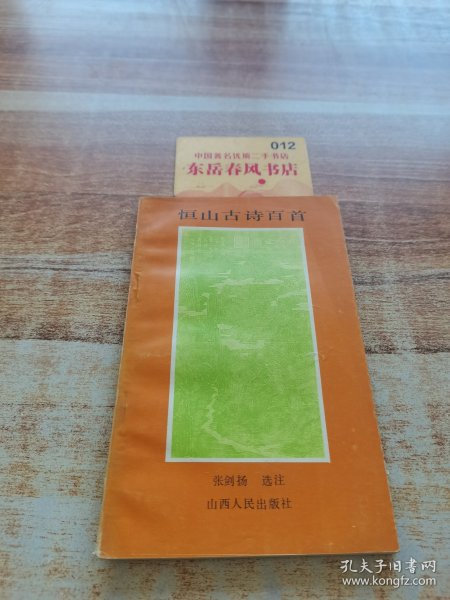 012
中国著名优质二手书店
东岳春风书店
恒山古诗百首
张剑扬 选注
山西人民出版社
孔夫子旧书网
www.kongfz.com